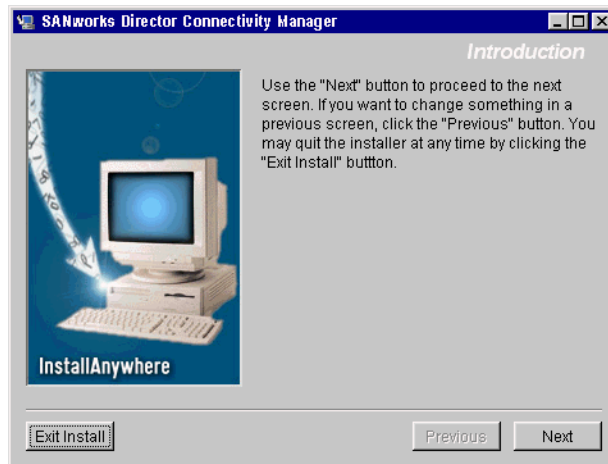 SANworks Director Connectivity Manager
Introduction
Use the "Next" button to proceed to the next
screen. If you want to change something in a
previous screen, click the "Previous" button. You
may quit the installer at any time by clicking the
"Exit Install" buttton.
InstallAnywhere
Exit Install
Previous
Next